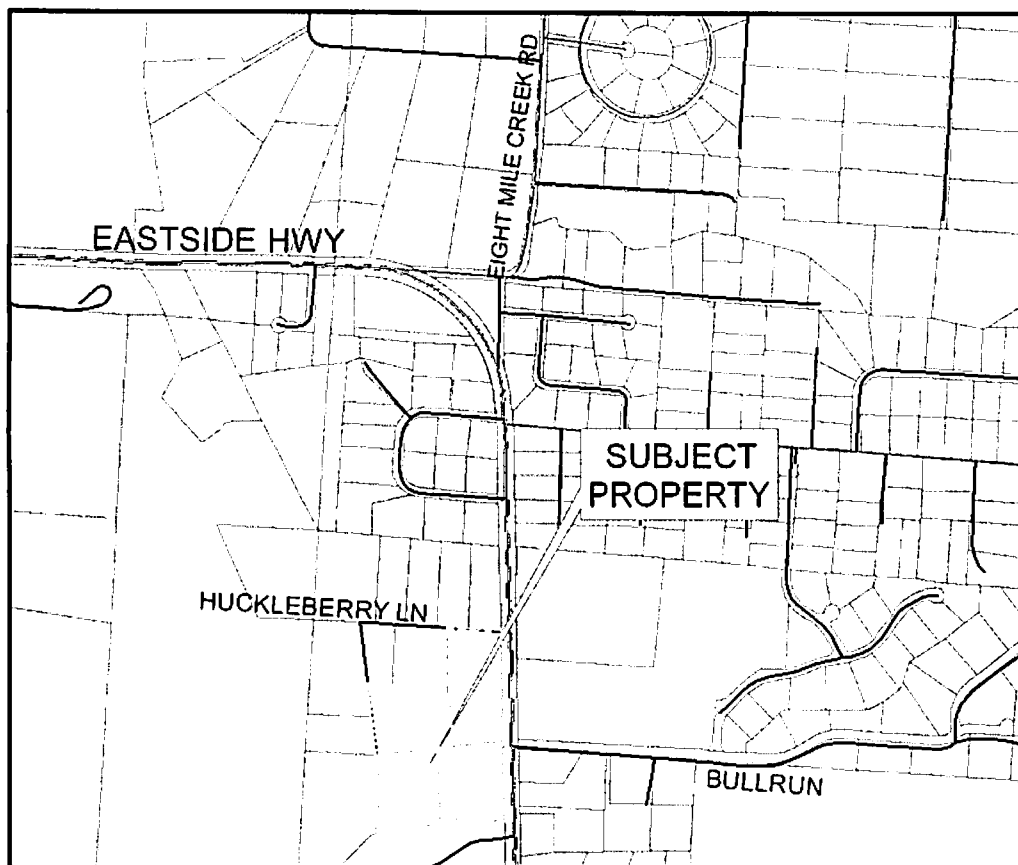 EIGHT MILE CREEK RD
EASTSIDE HWY
SUBJECT
PROPERTY
HUCKLEBERRY LN
BULLRUN